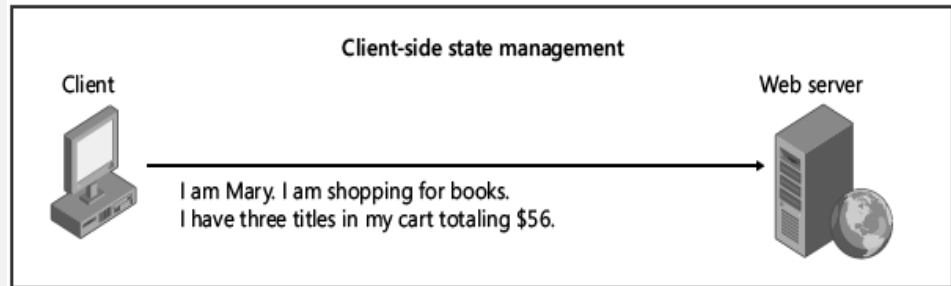 Client-side state management
Client
Web server
I am Mary. I am shopping for books.
I have three titles in my cart totaling $56.